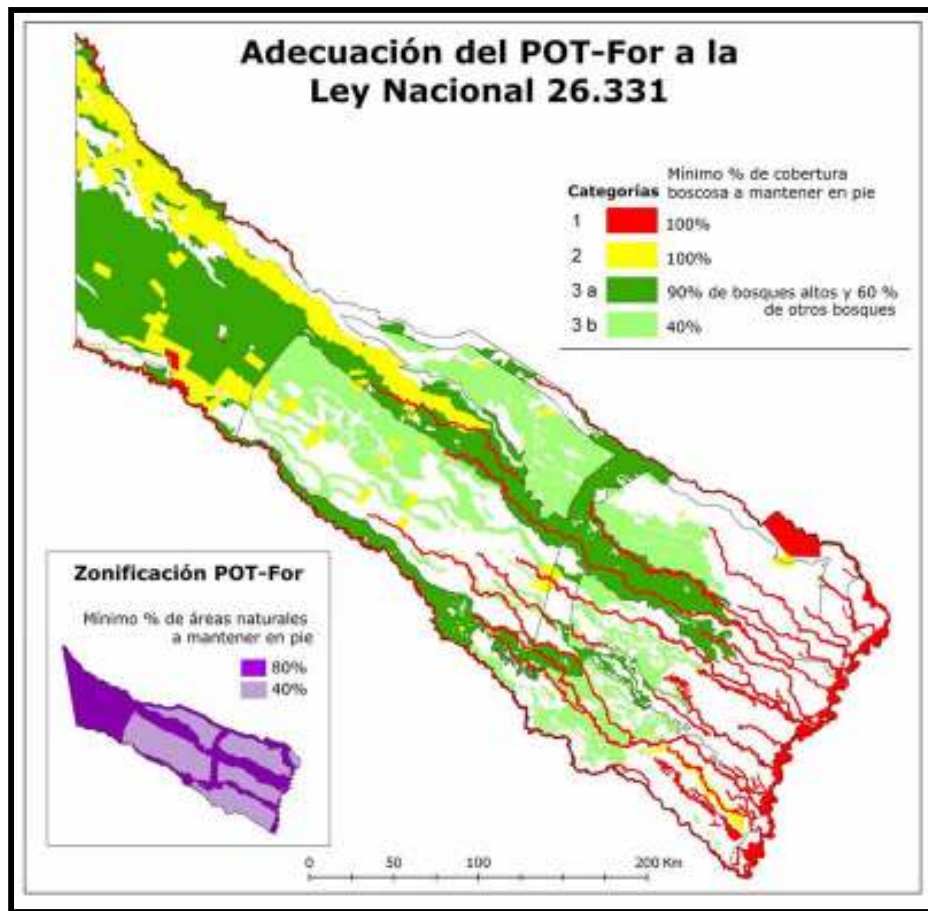 Adecuación del POT-For a la
Ley Nacional 26.331
Categorías
Mínimo % de cobertura
boscosa a mantener en pie
1 100%
2 100%
3 a 90% de bosques altos y 60 %
de otros bosques
3 b 40%
Zonificación POT-For
Mínimo % de áreas naturales
a mantener en pie
80%
40%
0 50 100 200 Km